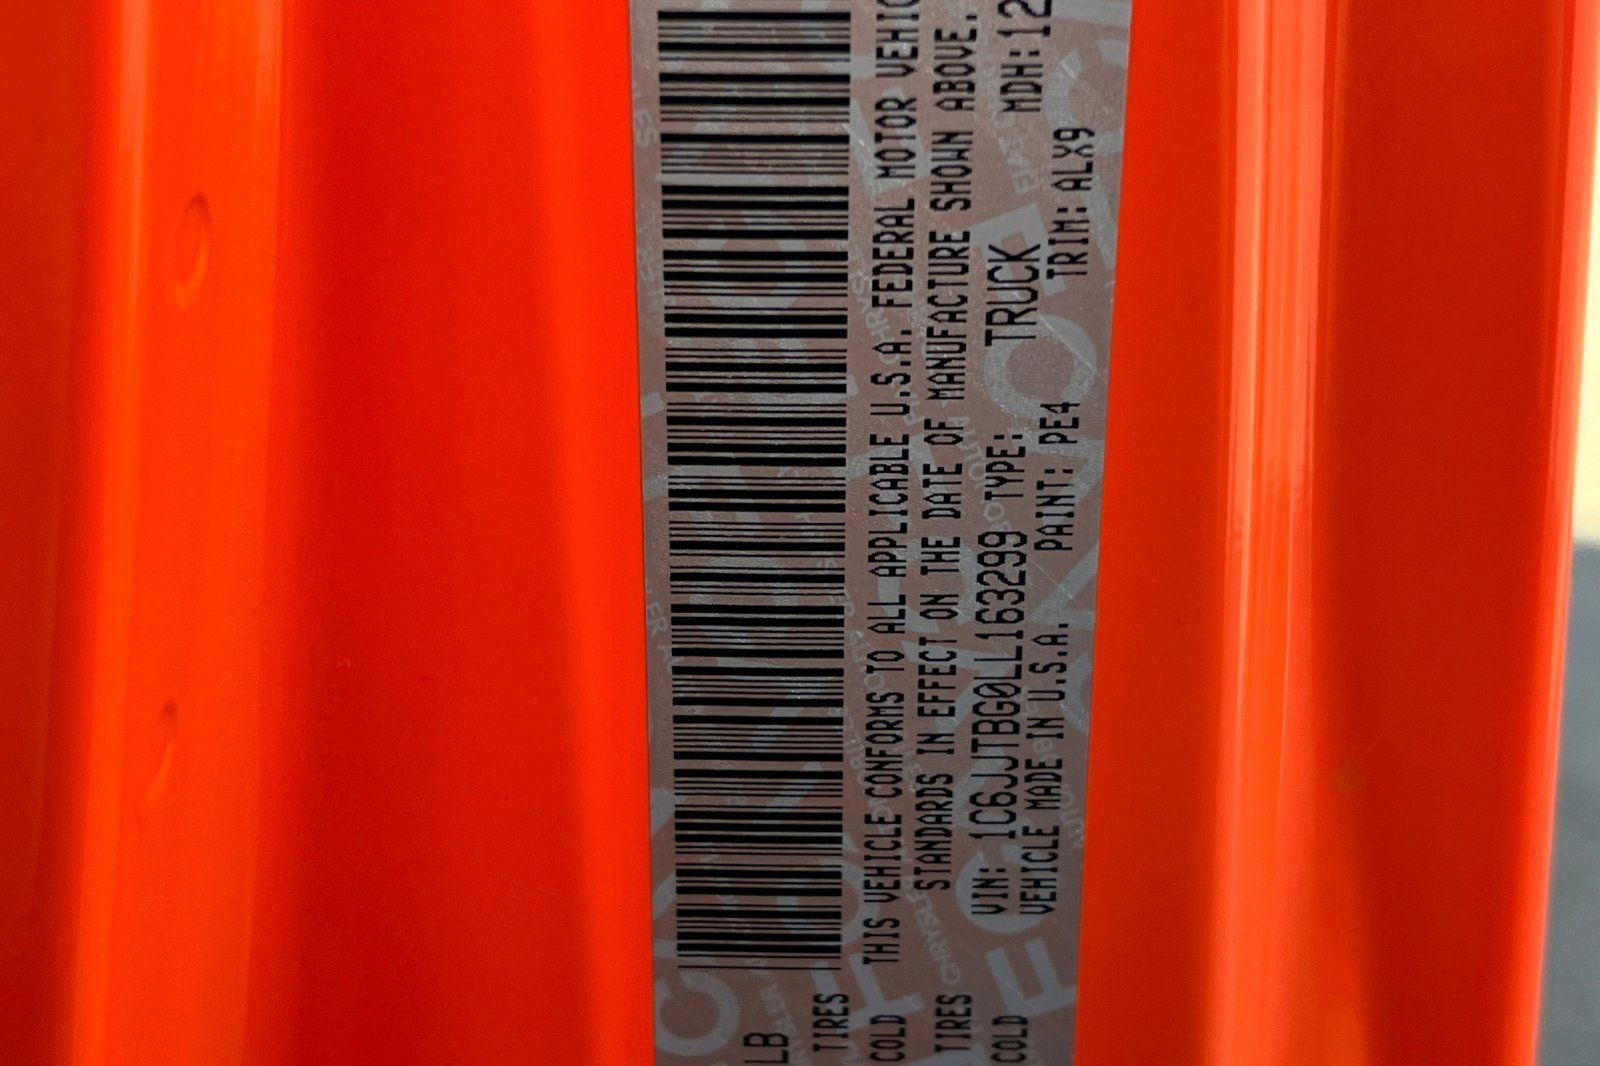 LB
TIRES
COLD
THIS VEHICLE CONFORMS TO ALL APPLICABLE U.S.A. FEDERAL MOTOR VEHIC
TIRES
STANDARDS IN EFFECT ON THE DATE OF MANUFACTURE SHOWN ABOVE.
COLD
VIN: 1C6JJTBG0LL163299 TYPE: TRUCK MDH:12
VEHICLE MADE IN U.S.A. PAINT: PE4 TRIM: ALX9